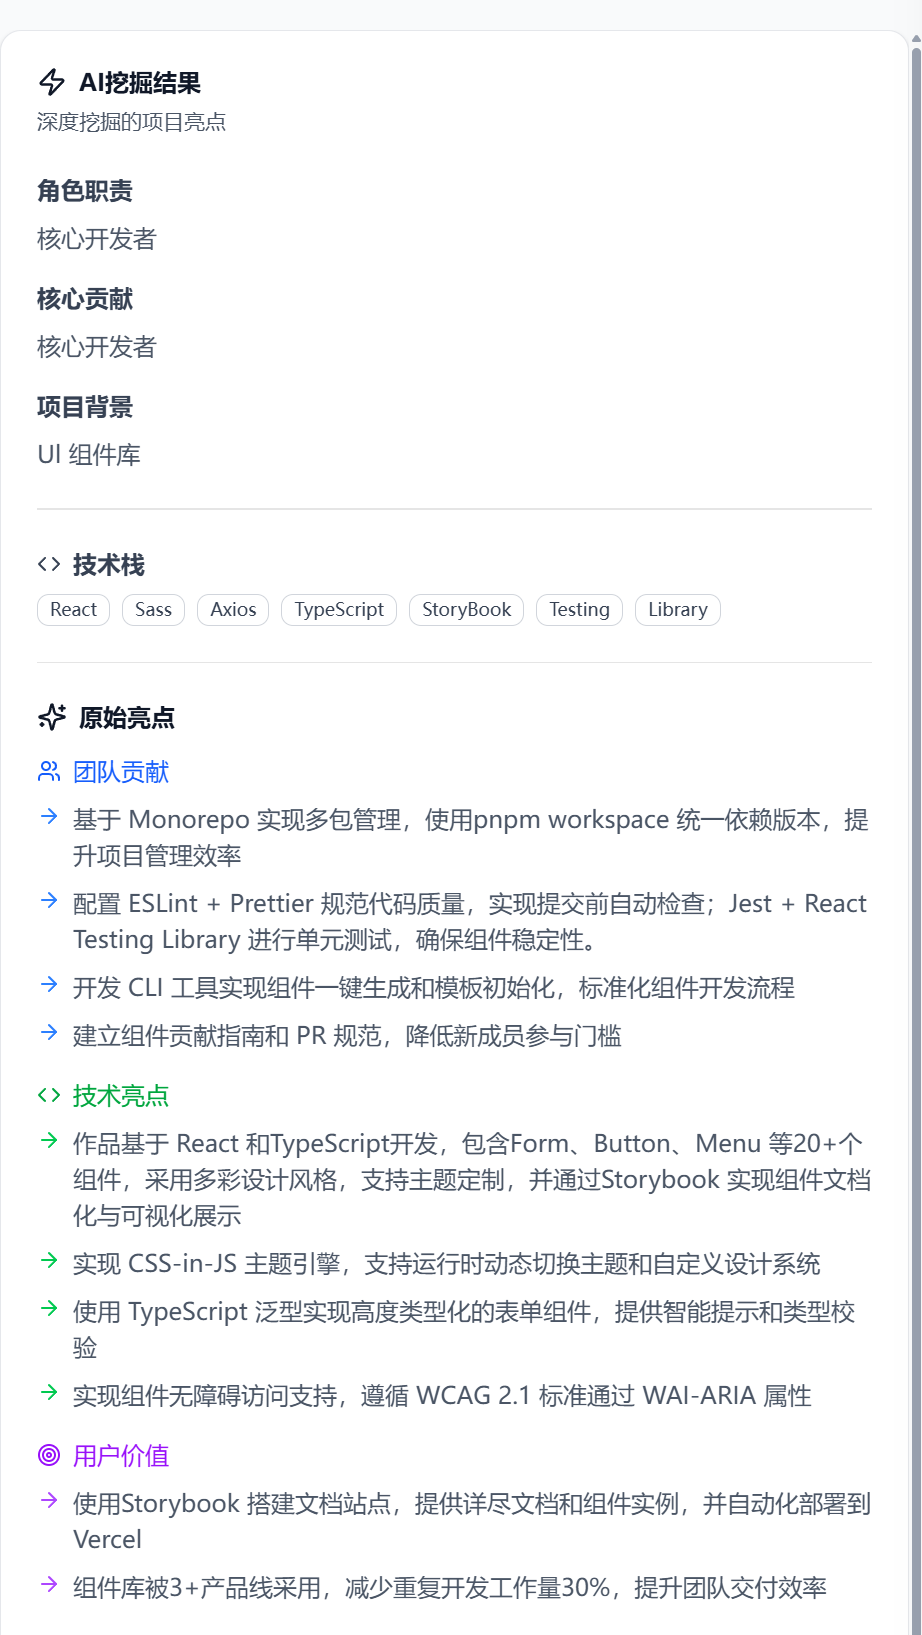 AI挖掘结果
深度挖掘的项目亮点
角色职责
核心开发者
核心贡献
核心开发者
项目背景
UI 组件库
技术栈
React Sass Axios TypeScript StoryBook Testing Library
原始亮点
团队贡献
基于 Monorepo 实现多包管理，使用pnpm workspace 统一依赖版本，提
升项目管理效率
配置 ESLint + Prettier 规范代码质量，实现提交前自动检查；Jest + React
Testing Library 进行单元测试，确保组件稳定性。
开发 CLI 工具实现组件一键生成和模板初始化，标准化组件开发流程
建立组件贡献指南和 PR 规范，降低新成员参与门槛
技术亮点
作品基于 React 和TypeScript开发，包含Form、Button、Menu 等20+个
组件，采用多彩设计风格，支持主题定制，并通过Storybook 实现组件文档
化与可视化展示
实现 CSS-in-JS 主题引擎，支持运行时动态切换主题和自定义设计系统
使用 TypeScript 泛型实现高度类型化的表单组件，提供智能提示和类型校
验
实现组件无障碍访问支持，遵循 WCAG 2.1 标准通过 WAI-ARIA 属性
用户价值
使用Storybook 搭建文档站点，提供详尽文档和组件实例，并自动化部署到
Vercel
组件库被3+产品线采用，减少重复开发工作量30%，提升团队交付效率